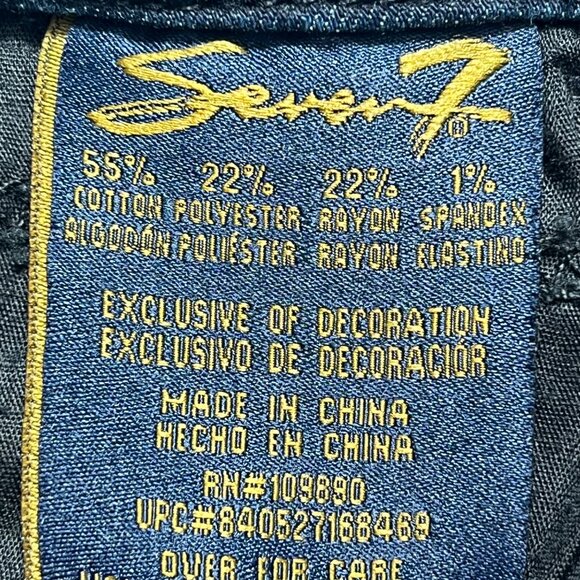 Seven7®
55% 22% 22% 1%
COTTON POLYESTER RAYON SPANDEX
ALGODÓN POLIÉSTER RAYON ELASTINO
EXCLUSIVE OF DECORATION
EXCLUSIVO DE DECORACIÓR
MADE IN CHINA
HECHO EN CHINA
RN#109890
UPC#840527168469
OVER FOR CARE